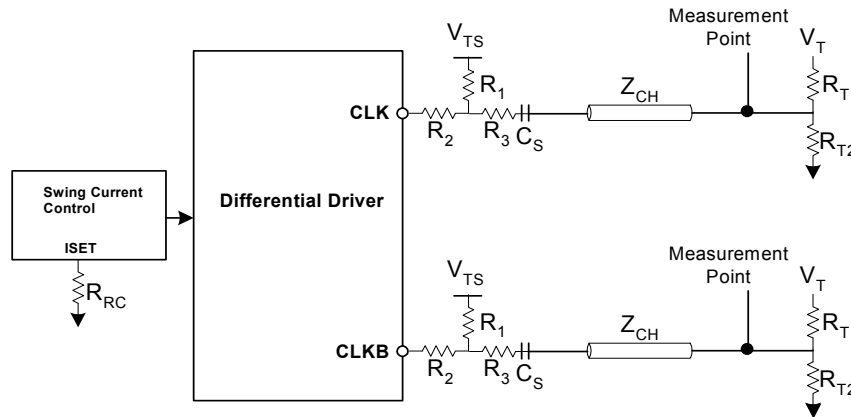 Measurement
Point
V_TS
V_T
R_1
R_T
Z_CH
CLK
R_2
R_3
C_S
R_T2
Swing Current
Control
Differential Driver
ISET
R_RC
Measurement
Point
V_TS
V_T
R_1
R_T
Z_CH
CLKB
R_2
R_3
C_S
R_T2